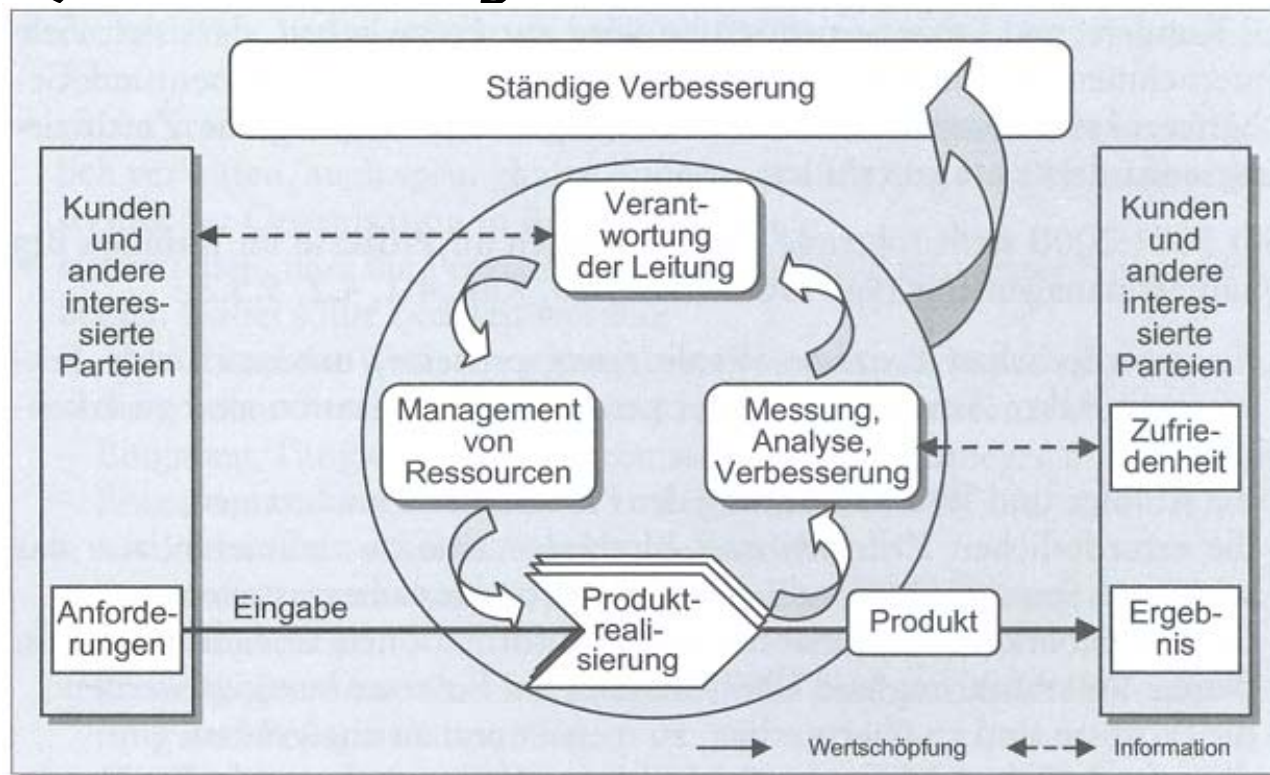 Ständige Verbesserung
Kunden
und
andere
interes-
sierte
Parteien
Anforde-
rungen
Eingabe
Verant-
wortung
der Leitung
Management
von
Ressourcen
Messung,
Analyse,
Verbesserung
Produkt-
reali-
sierung
Produkt
Kunden
und
andere
interes-
sierte
Parteien
Zufrie-
denheit
Ergeb-
nis
Wertschöpfung
Information